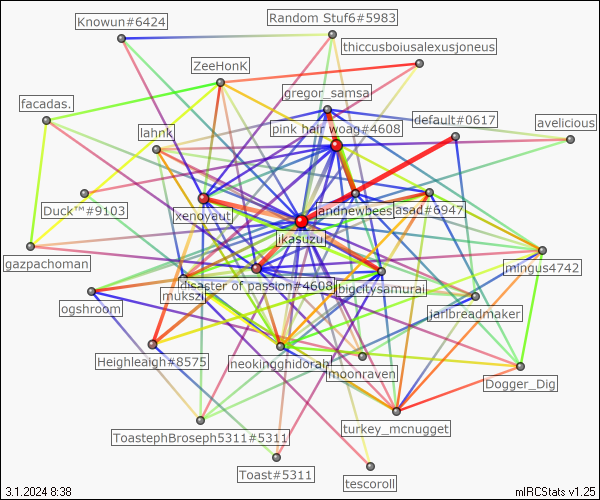 Random Stuf6#5983
Knowun#6424
thiccusboiusalexusjoneus
ZeeHonK
gregor_samsa
facadas.
default#0617
avelicious
pink hair woag#4608
lahnk
Duck™#9103
xenoyaut
andnewbees
asad#6947
ikasuzu
gazpachoman
mingus4742
disaster of passion#4608
bigcitysamurai
mukszi
ogshroom
jaribreadmaker
Heighleigh#8575
neokingghidorah
moonraven
Dogger_Dig
turkey_mcnugget
ToastephBroseph5311#5311
Toast#5311
tescoroll
3.1.2024 8:38
mIRCStats v1.25